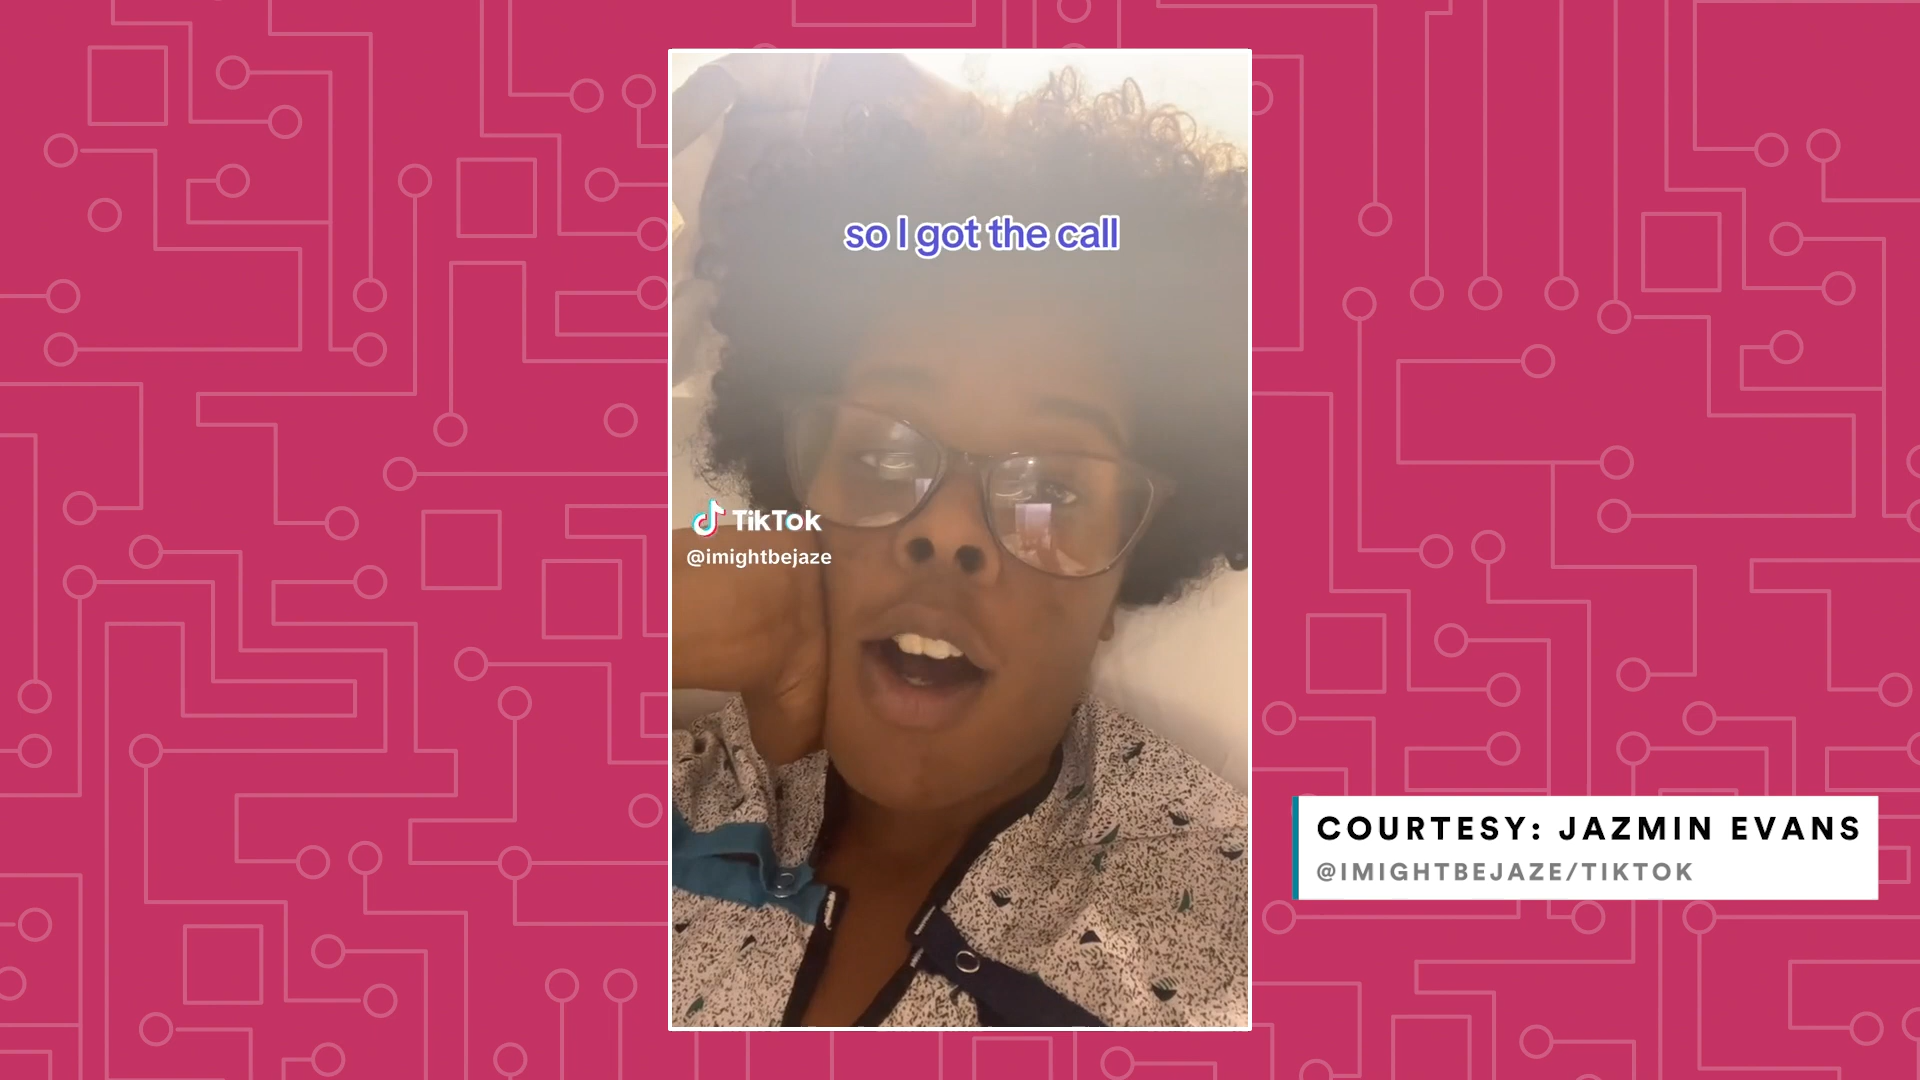 so I got the call
TikTok
@imightbejaze
COURTESY: JAZMIN EVANS
@IMIGHTBEJAZE/TIKTOK